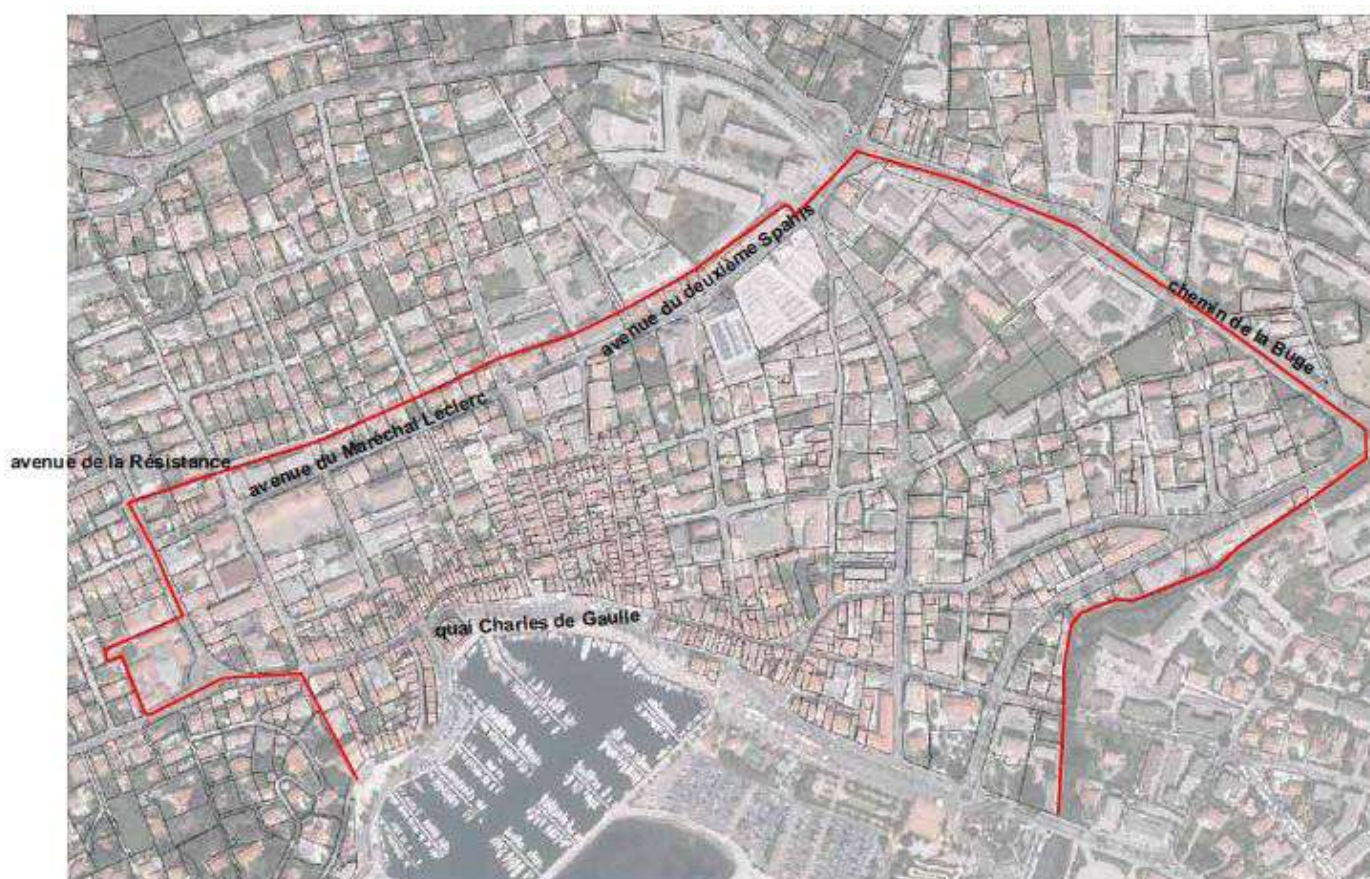 avenue du deuxième Spahis
chemin de la Buge
avenue du Maréchal Leclerc
avenue de la Résistance
quai Charles de Gaulle